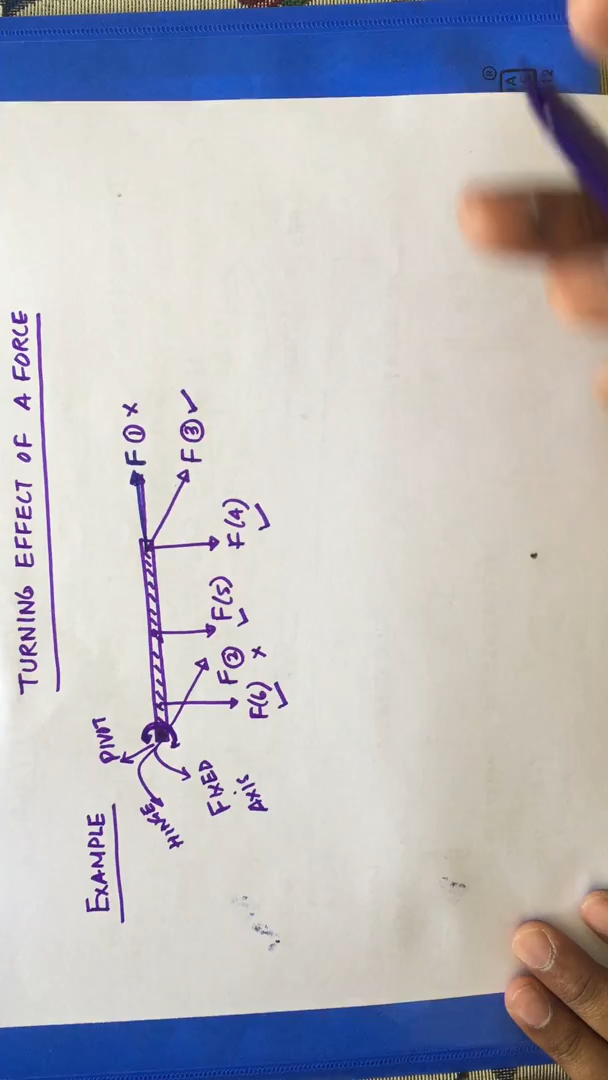 TURNING EFFECT OF A FORCE
EXAMPLE
PIVOT
HINGE
FIXED
AXIS
F ① ×
F ③ ✓
F(4) ✓
F(5) ✓
F ② ×
F(6) ✓